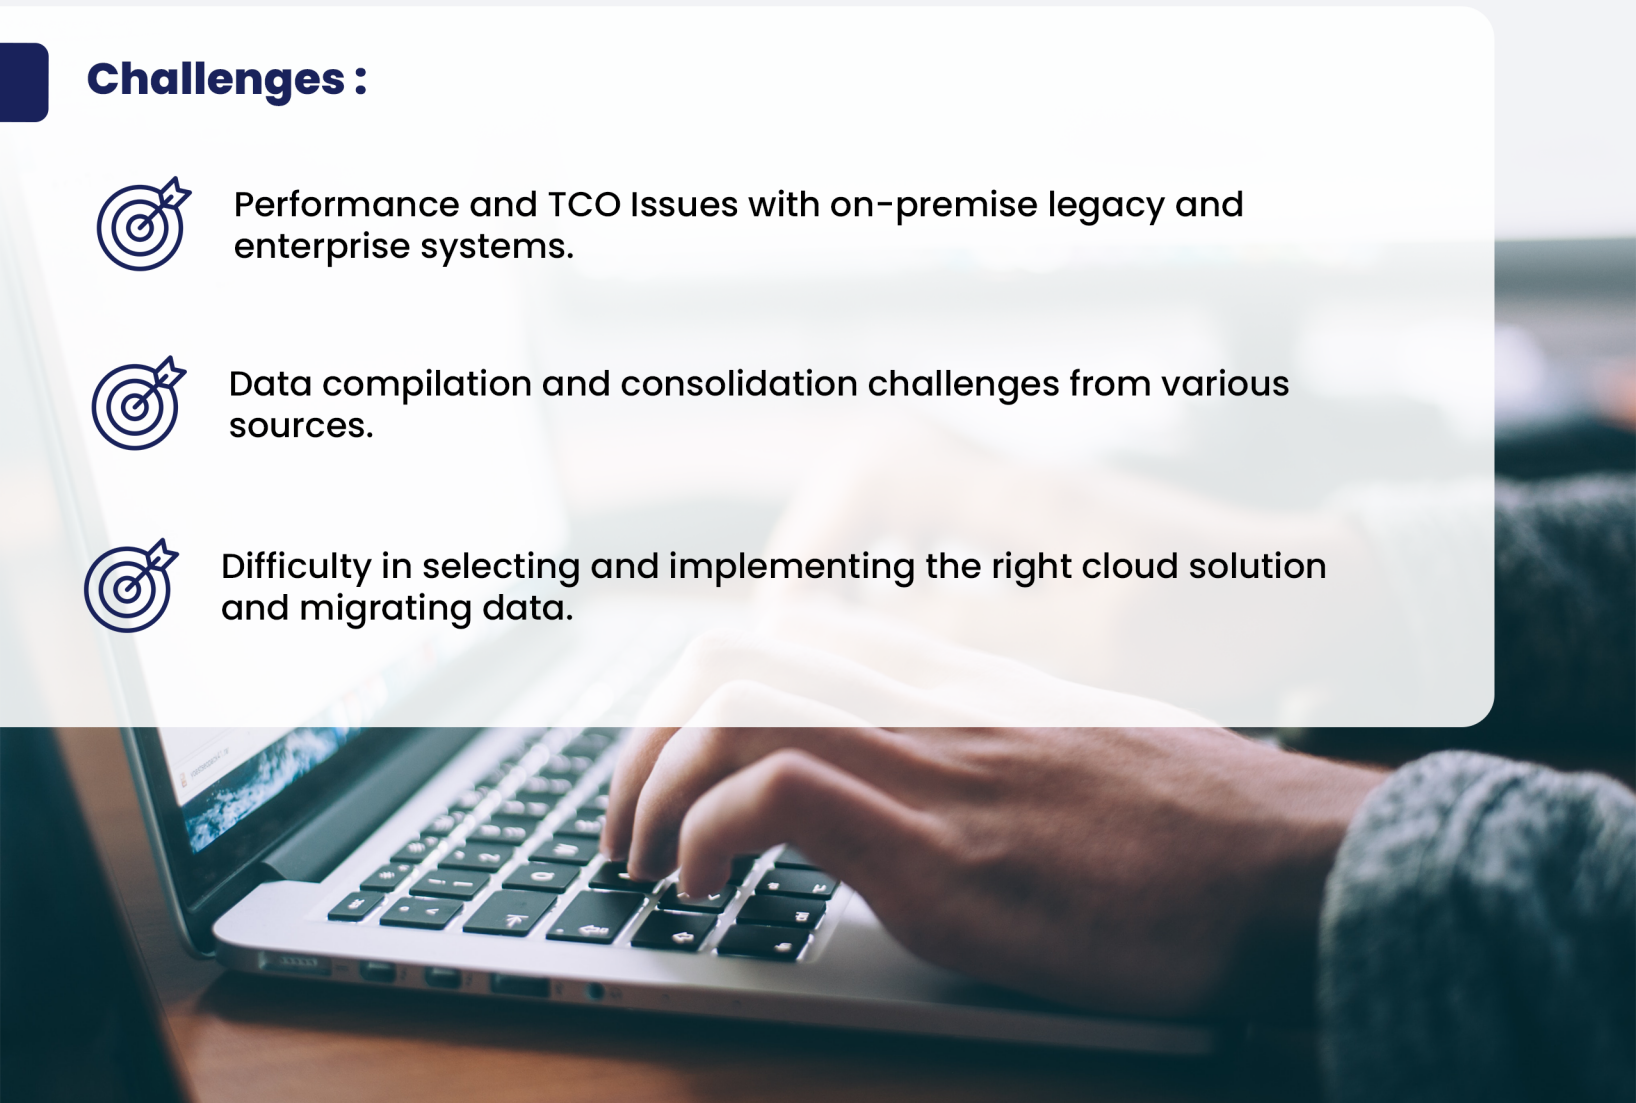 Challenges :
Performance and TCO Issues with on-premise legacy and
enterprise systems.
Data compilation and consolidation challenges from various
sources.
Difficulty in selecting and implementing the right cloud solution
and migrating data.